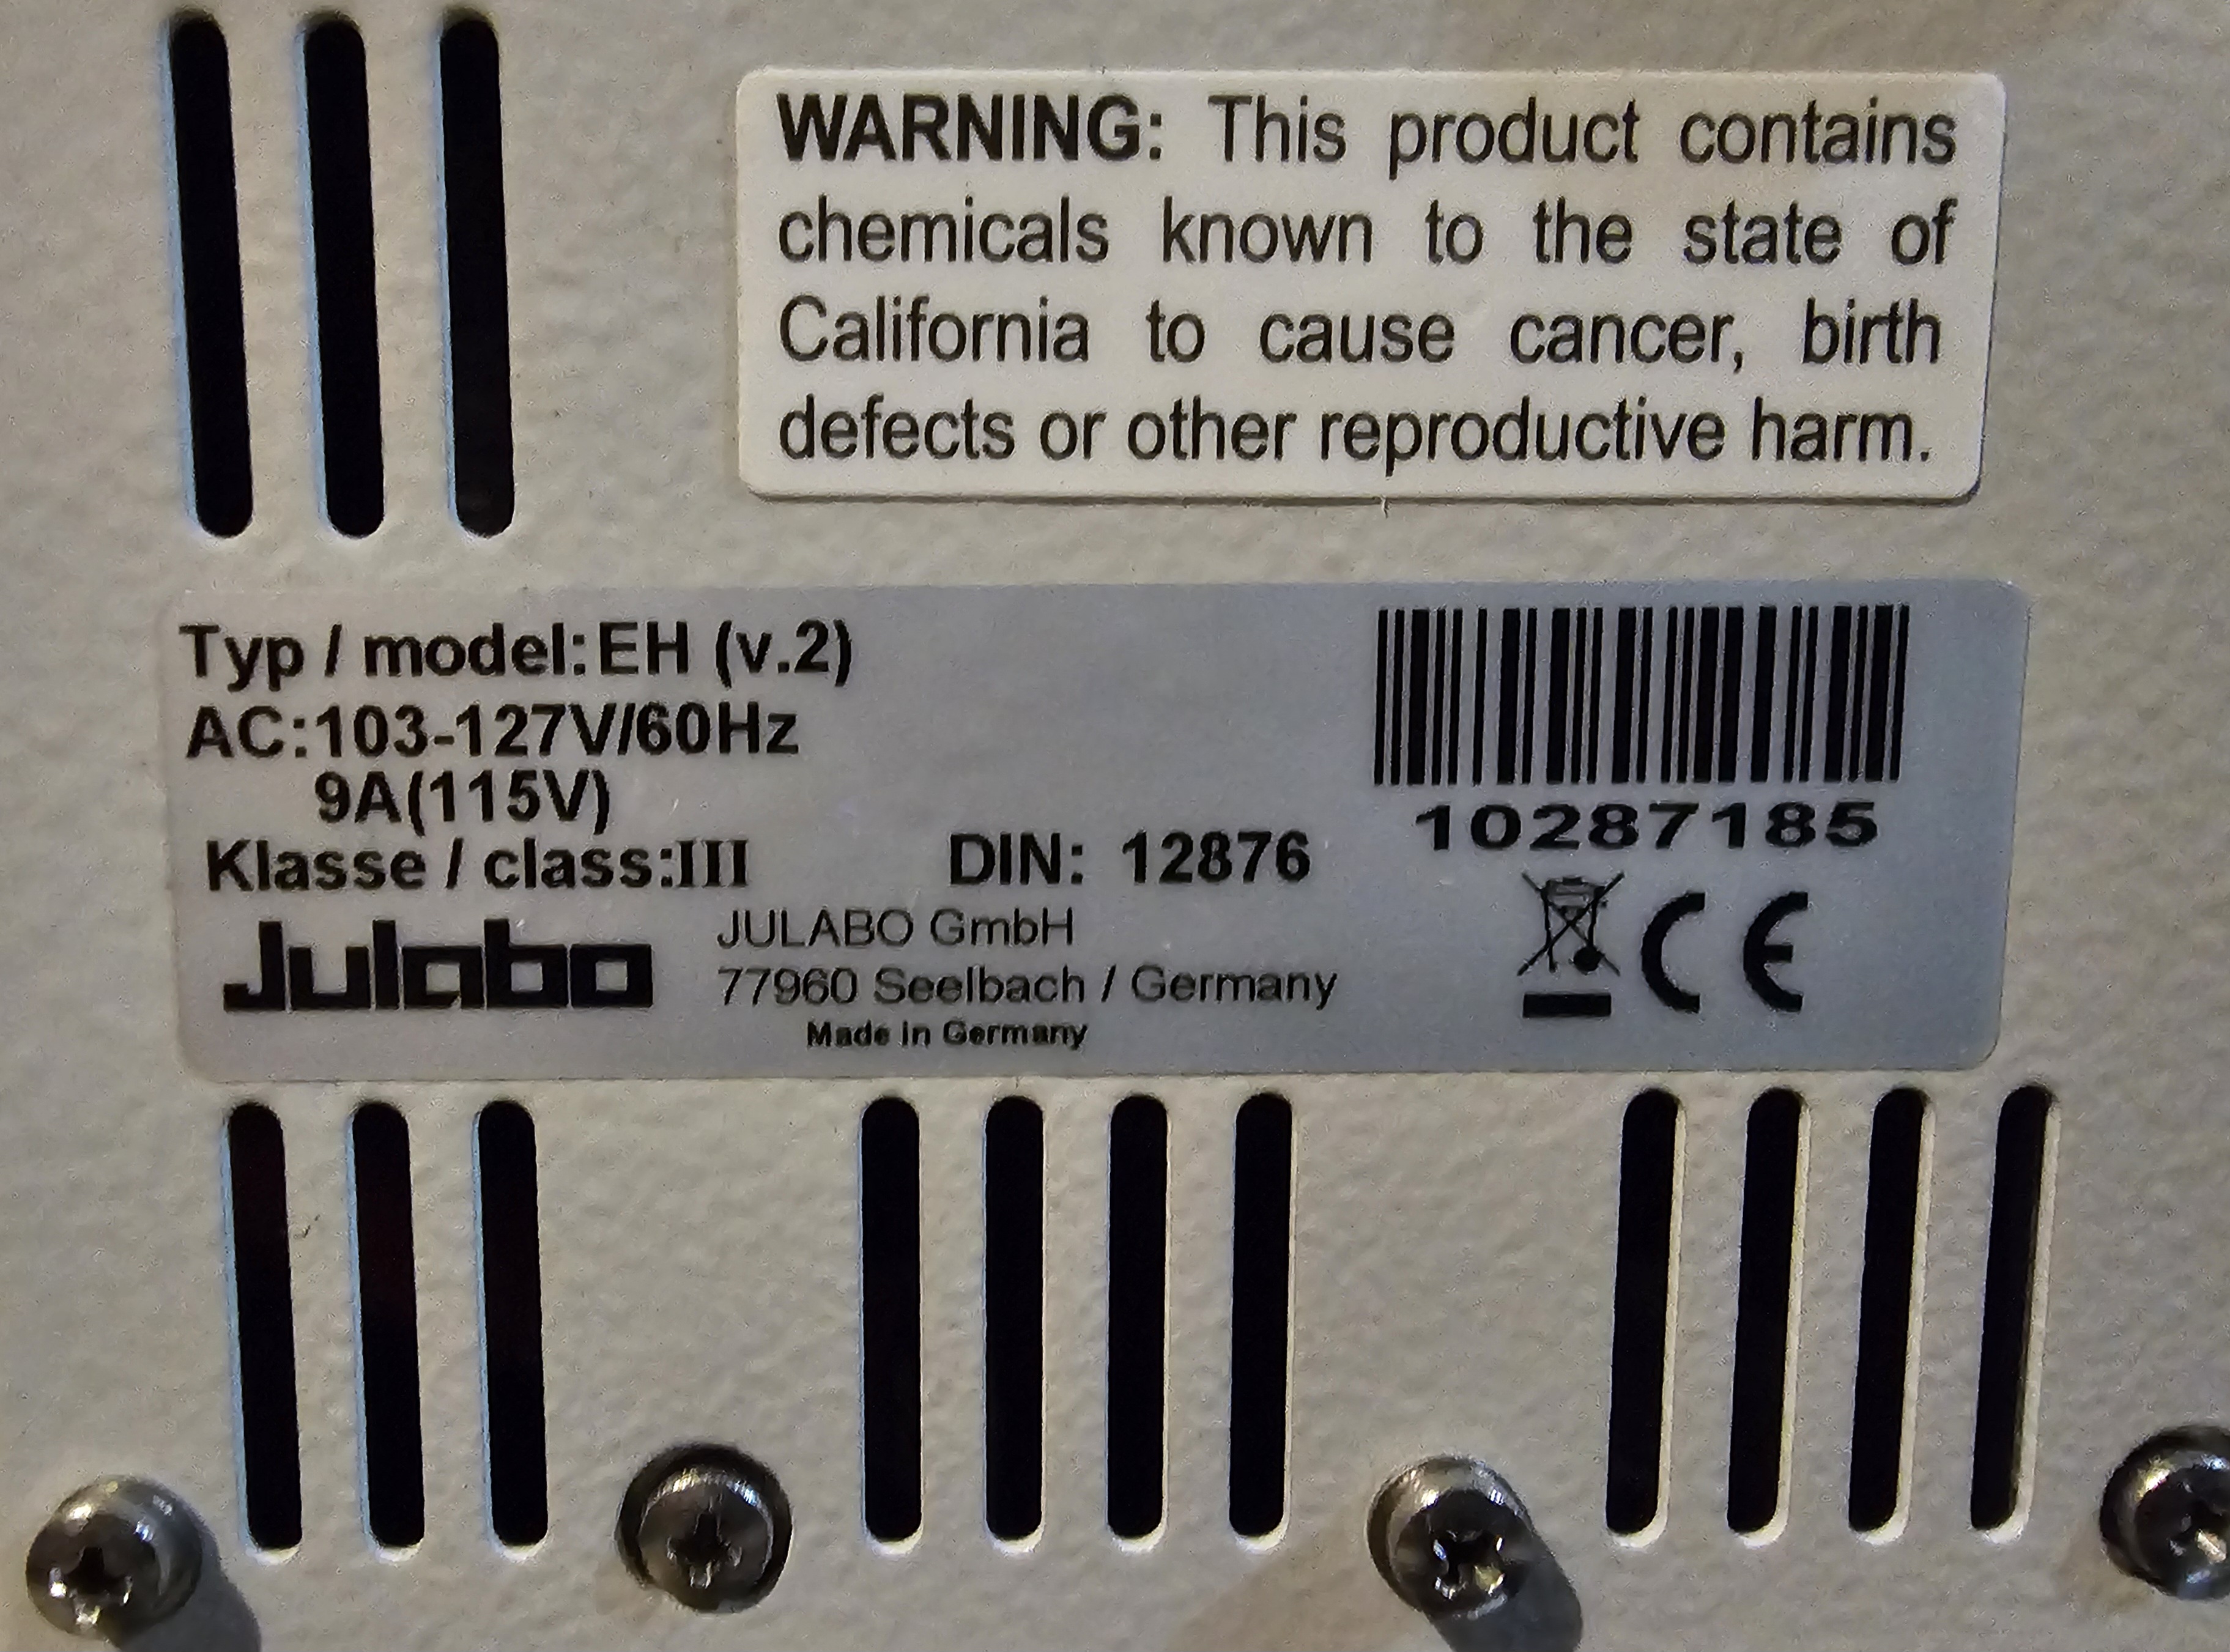 WARNING: This product contains
chemicals known to the state of
California to cause cancer, birth
defects or other reproductive harm.
Typ / model: EH (v.2)
AC:103-127V/60Hz
9A(115V)
Klasse / class:III
DIN: 12876
10287185
CE
Julabo
JULABO GmbH
77960 Seelbach / Germany
Made in Germany